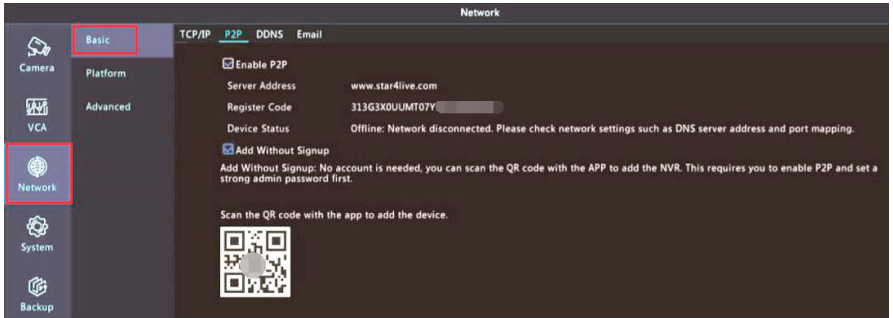 Network
Camera
VCA
Network
System
Backup
Basic
Platform
Advanced
TCP/IP P2P DDNS Email
Enable P2P
Server Address www.star4live.com
Register Code 313G3X0UUMT07Y
Device Status Offline: Network disconnected. Please check network settings such as DNS server address and port mapping.
Add Without Signup
Add Without Signup: No account is needed, you can scan the QR code with the APP to add the NVR. This requires you to enable P2P and set a
strong admin password first.
Scan the QR code with the app to add the device.